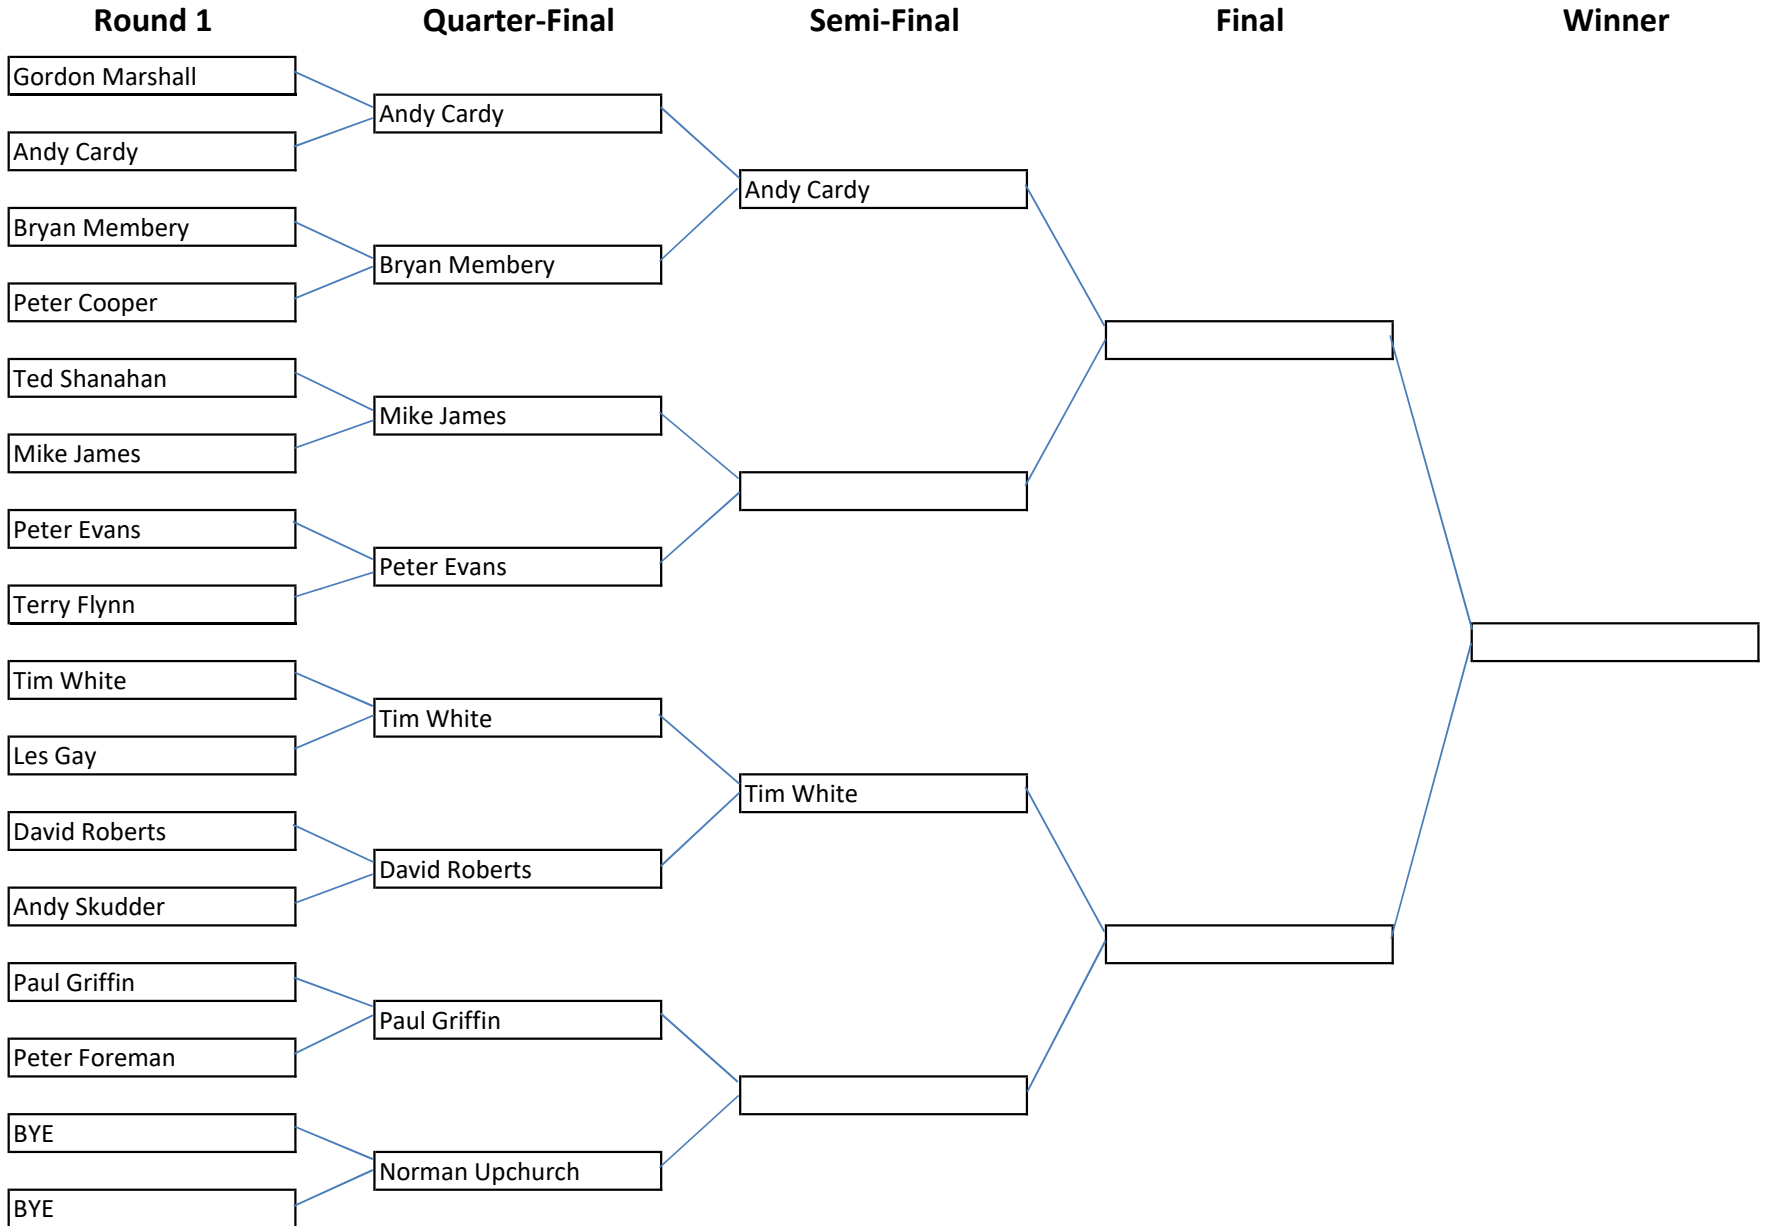 Round 1
Quarter-Final
Semi-Final
Final
Winner
Gordon Marshall
Andy Cardy
Bryan Membery
Peter Cooper
Ted Shanahan
Mike James
Peter Evans
Terry Flynn
Tim White
Les Gay
David Roberts
Andy Skudder
Paul Griffin
Peter Foreman
BYE
BYE
Andy Cardy
Bryan Membery
Mike James
Peter Evans
Tim White
David Roberts
Paul Griffin
Norman Upchurch
Andy Cardy
Tim White